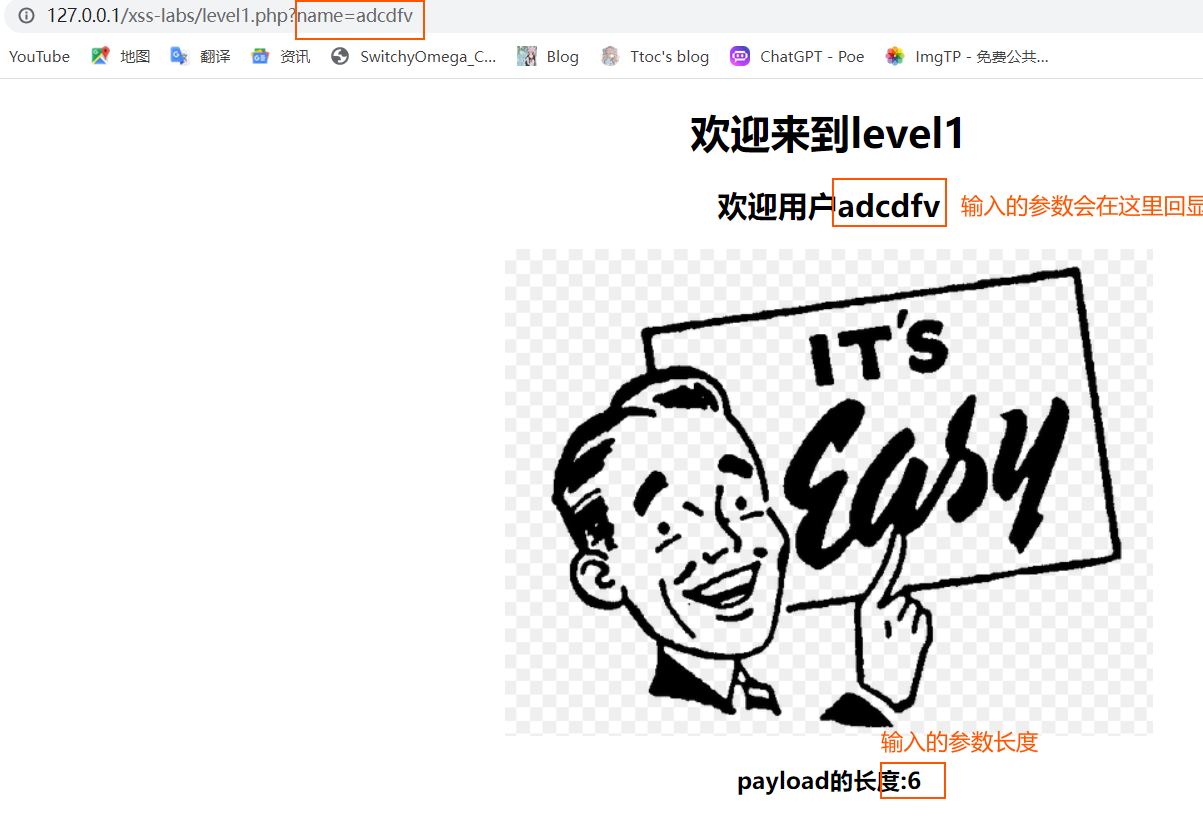 127.0.0.1/xss-labs/level1.php?name=adcdfv
YouTube 地图 翻译 资讯 SwitchyOmega_C... Blog Ttoc's blog ChatGPT - Poe ImgTP - 免费公共...
欢迎来到level1
欢迎用户adcdfv 输入的参数会在这里回显
IT'S
Easy
输入的参数长度
payload的长度:6